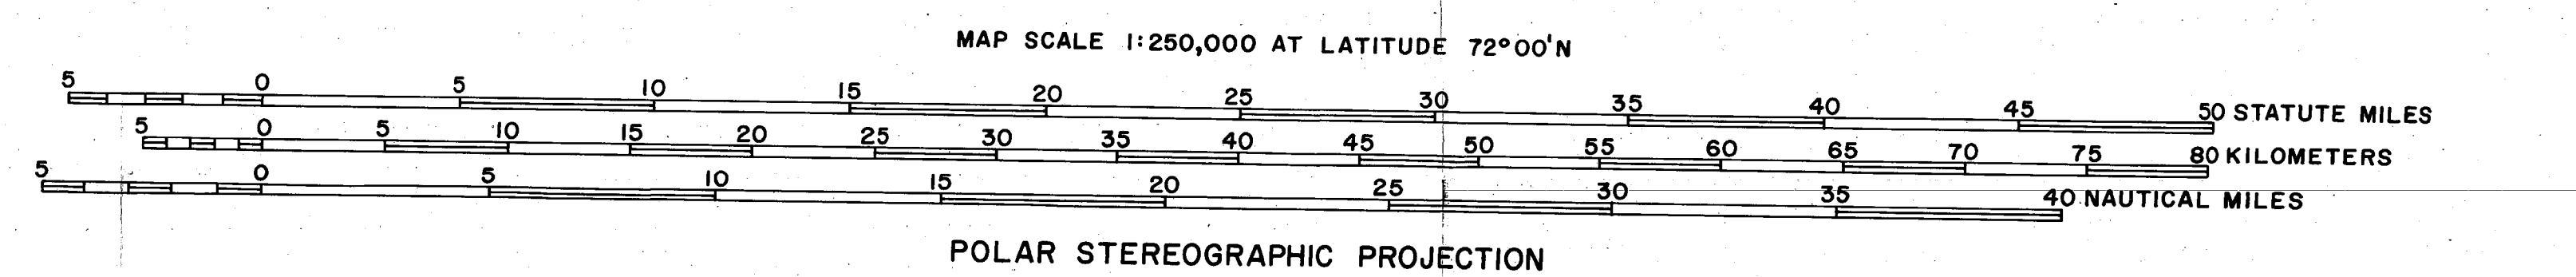 MAP SCALE 1:250,000 AT LATITUDE 72°00'N
5 0 5 10 15 20 25 30 35 40 45 50 STATUTE MILES
5 0 5 10 15 20 25 30 35 40 45 50 55 60 65 70 75 80 KILOMETERS
5 0 5 10 15 20 25 30 35 40 NAUTICAL MILES
POLAR STEREOGRAPHIC PROJECTION